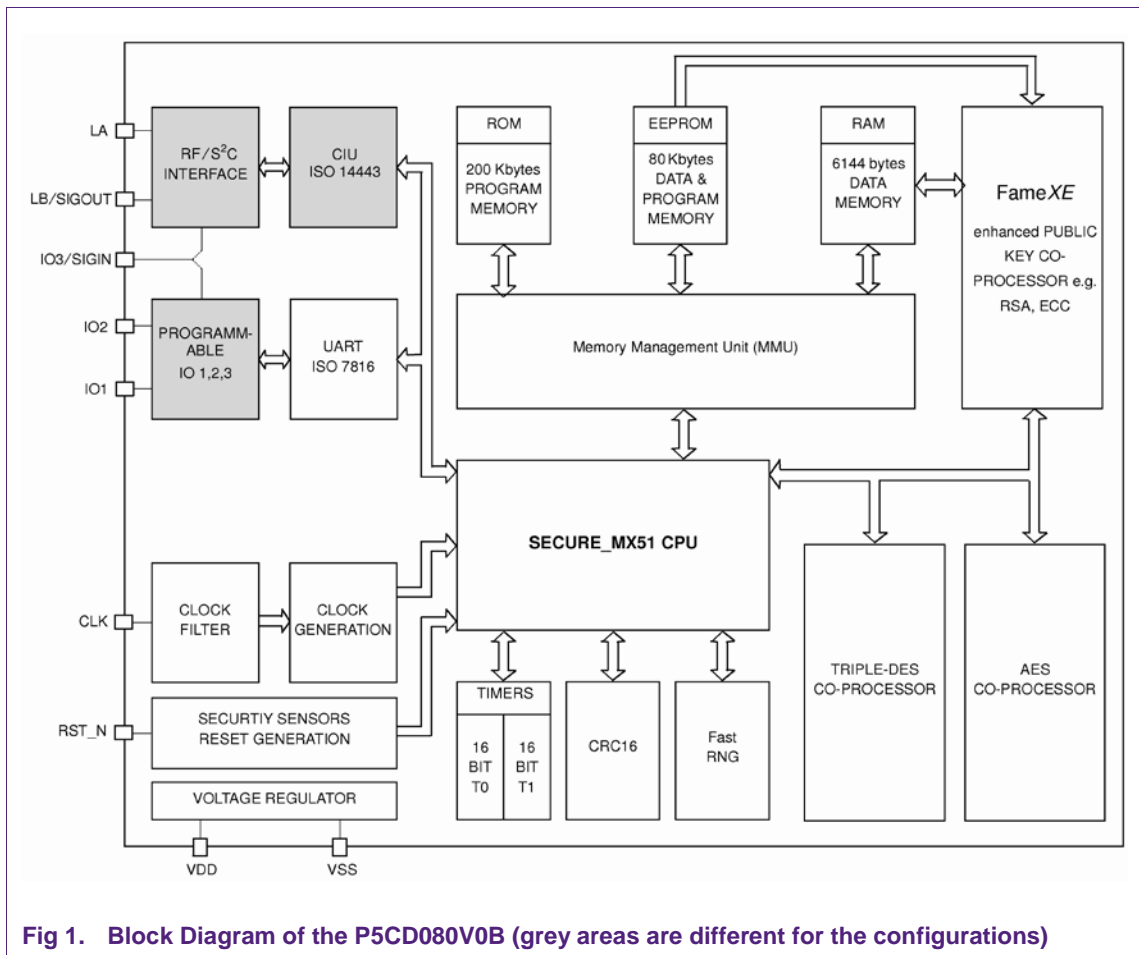 LA
LB/SIGOUT
IO3/SIGIN
IO2
IO1
RF/S²C
INTERFACE
CIU
ISO 14443
PROGRAMM-
ABLE
IO 1,2,3
UART
ISO 7816
ROM
200 Kbytes
PROGRAM
MEMORY
EEPROM
80 Kbytes
DATA &
PROGRAM
MEMORY
RAM
6144 bytes
DATA
MEMORY
FameXE
enhanced PUBLIC
KEY CO-
PROCESSOR e.g.
RSA, ECC
Memory Management Unit (MMU)
SECURE_MX51 CPU
CLK
CLOCK
FILTER
CLOCK
GENERATION
RST_N
SECURTIY SENSORS
RESET GENERATION
VOLTAGE REGULATOR
VDD
VSS
TIMERS
16
BIT
T0
16
BIT
T1
CRC16
Fast
RNG
TRIPLE-DES
CO-PROCESSOR
AES
CO-PROCESSOR
Fig 1. Block Diagram of the P5CD080V0B (grey areas are different for the configurations)